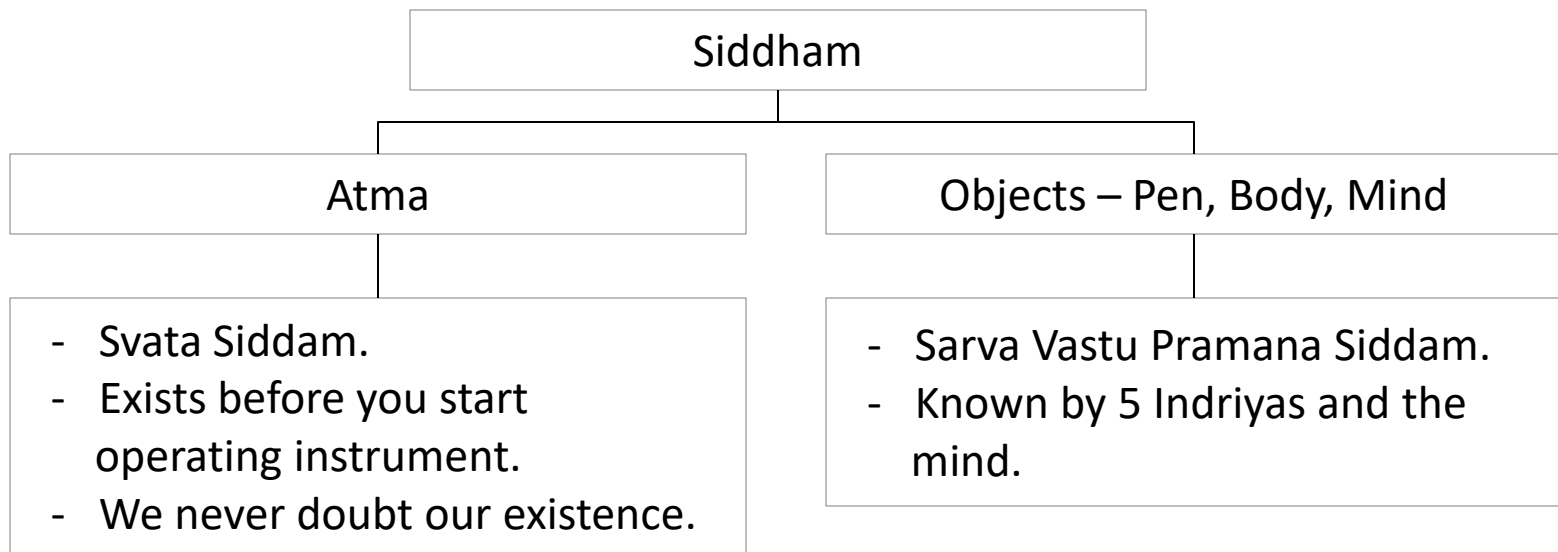 Siddham
Atma
Objects – Pen, Body, Mind
- Svata Siddam.
- Exists before you start
operating instrument.
- We never doubt our existence.
- Sarva Vastu Pramana Siddam.
- Known by 5 Indriyas and the
mind.